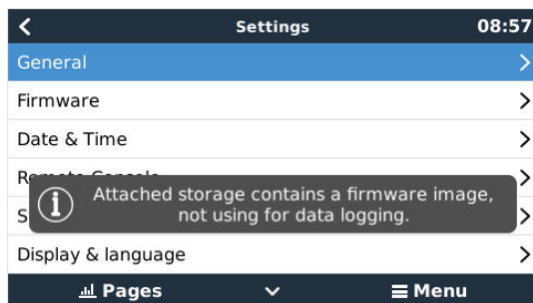 Settings
08:57
General
Firmware
Date & Time
Attached storage contains a firmware image,
not using for data logging.
Display & language
Pages
Menu